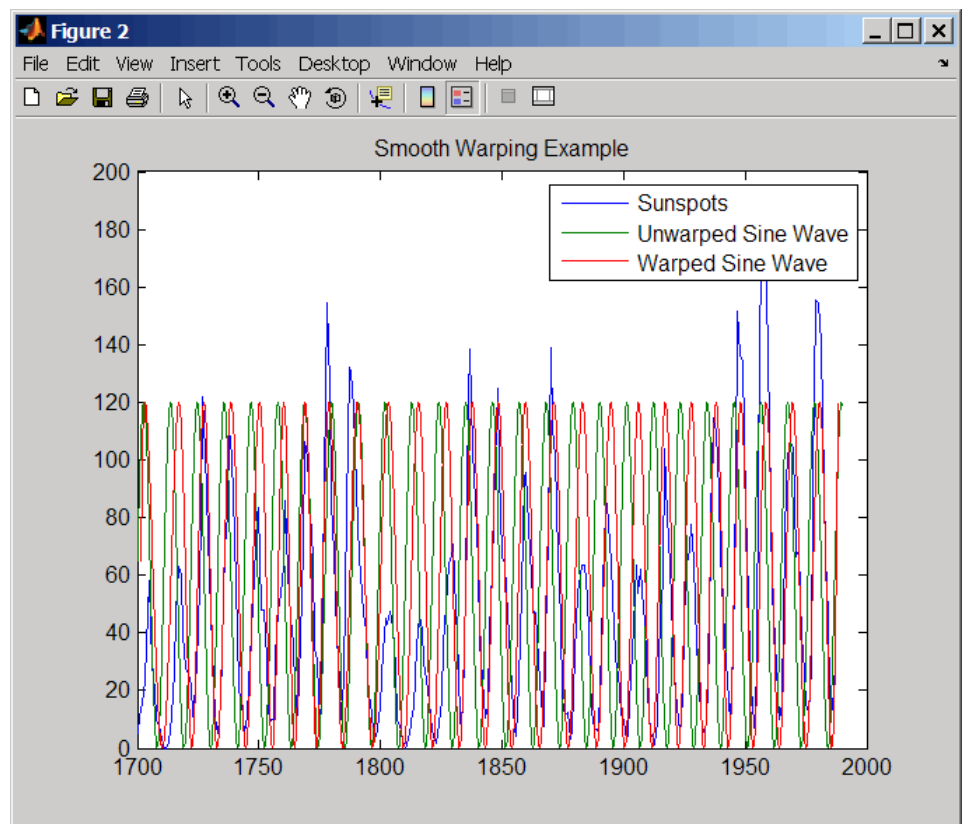 Figure 2
File Edit View Insert Tools Desktop Window Help
Smooth Warping Example
200
180
160
140
120
100
80
60
40
20
0
Sunspots
Unwarped Sine Wave
Warped Sine Wave
1700 1750 1800 1850 1900 1950 2000